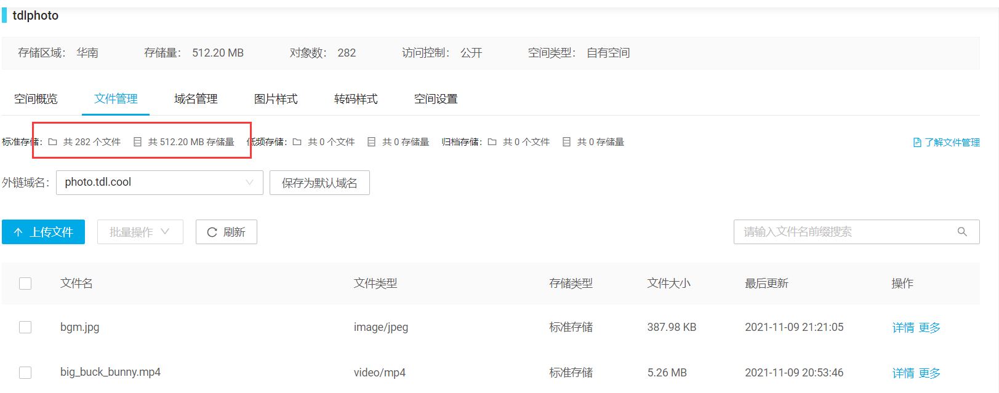 tdlphoto
存储区域： 华南 存储量： 512.20 MB 对象数： 282 访问控制： 公开 空间类型： 自有空间
空间概览 文件管理 域名管理 图片样式 转码样式 空间设置
标准存储: 共 282 个文件 共 512.20 MB 存储量 低频存储: 共 0 个文件 共 0 存储量 归档存储: 共 0 个文件 共 0 存储量 了解文件管理
外链域名： photo.tdl.cool 保存为默认域名
上传文件 批量操作 刷新 请输入文件名前缀搜索
文件名 文件类型 存储类型 文件大小 最后更新 操作
bgm.jpg image/jpeg 标准存储 387.98 KB 2021-11-09 21:21:05 详情 更多
big_buck_bunny.mp4 video/mp4 标准存储 5.26 MB 2021-11-09 20:53:46 详情 更多